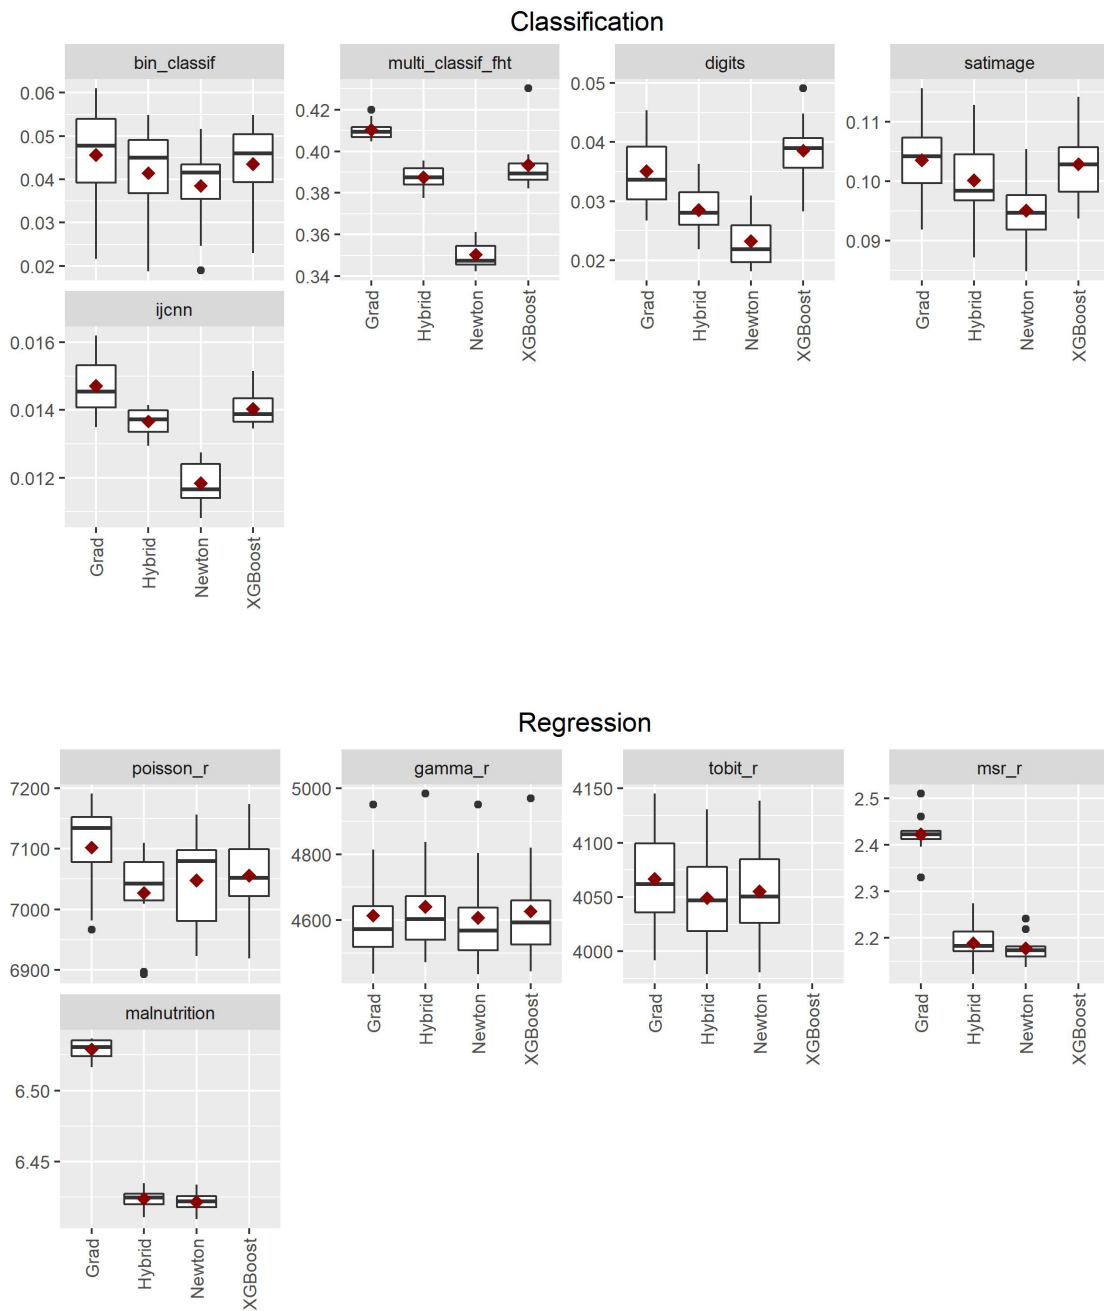 Classification
bin_classif
multi_classif_fht
digits
satimage
0.06
0.05
0.04
0.03
0.02
0.42
0.40
0.38
0.36
0.34
0.05
0.04
0.03
0.02
0.11
0.10
0.09
Grad
Hybrid
Newton
XGBoost
Grad
Hybrid
Newton
XGBoost
Grad
Hybrid
Newton
XGBoost
ijcnn
0.016
0.014
0.012
Grad
Hybrid
Newton
XGBoost
Regression
poisson_r
gamma_r
tobit_r
msr_r
7200
7100
7000
6900
5000
4800
4600
4150
4100
4050
4000
2.5
2.4
2.3
2.2
Grad
Hybrid
Newton
XGBoost
Grad
Hybrid
Newton
XGBoost
Grad
Hybrid
Newton
XGBoost
malnutrition
6.50
6.45
Grad
Hybrid
Newton
XGBoost